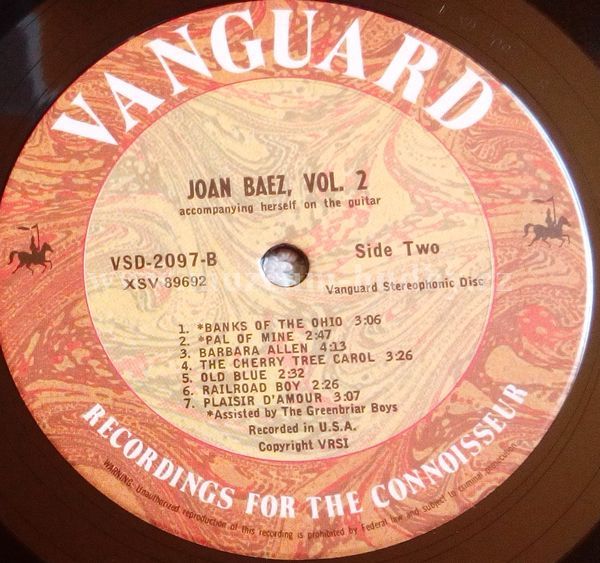 VANGUARD
JOAN BAEZ, VOL. 2
accompanying herself on the guitar
VSD-2097-B
XSV 89692
Side Two
Vanguard Stereophonic Disc
1. *BANKS OF THE OHIO 3:06
2. *PAL OF MINE 2:47
3. BARBARA ALLEN 4:13
4. THE CHERRY TREE CAROL 3:26
5. OLD BLUE 2:32
6. RAILROAD BOY 2:26
7. PLAISIR D'AMOUR 3:07
*Assisted by The Greenbriar Boys
Recorded in U.S.A.
Copyright VRSI
RECORDINGS FOR THE CONNOISSEUR
WARNING: Unauthorized reproduction of this recording is prohibited by Federal law and subject to criminal prosecution.